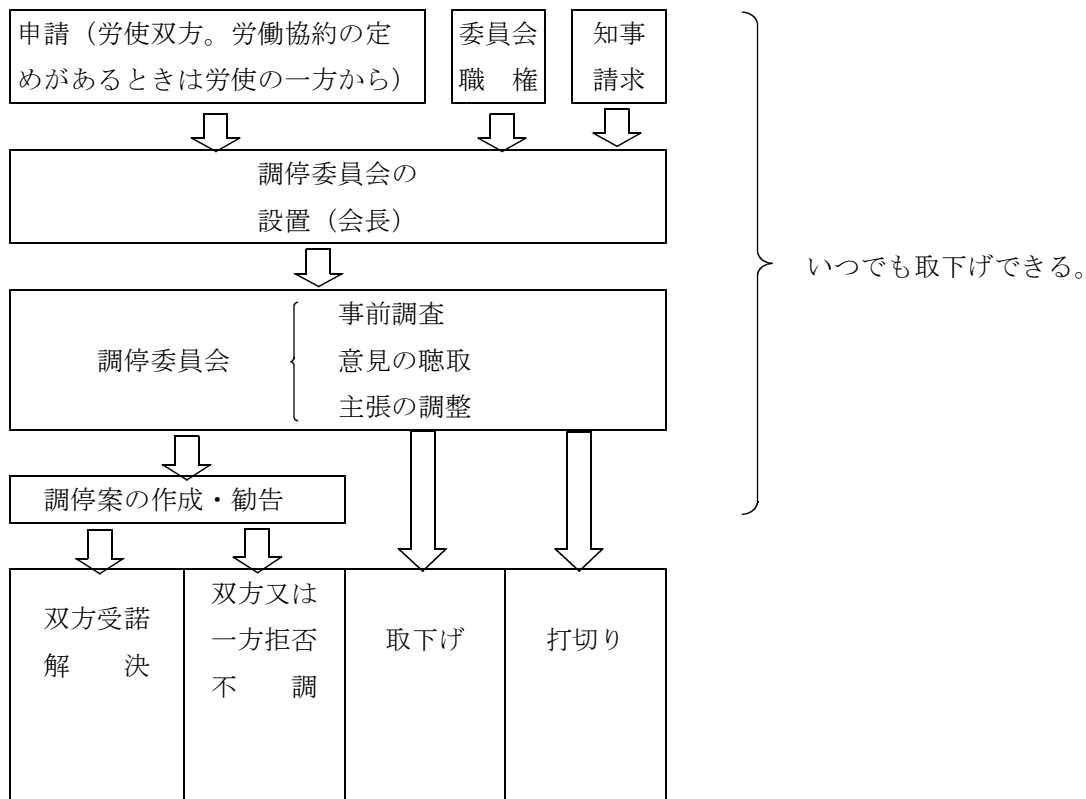 申請（労使双方。労働協約の定
めがあるときは労使の一方から）
委員会
職　権
知事
請求
調停委員会の
設置（会長）
いつでも取下げできる。
調停委員会
事前調査
意見の聴取
主張の調整
調停案の作成・勧告
双方受諾
解　　決
双方又は
一方拒否
不　　調
取下げ
打切り